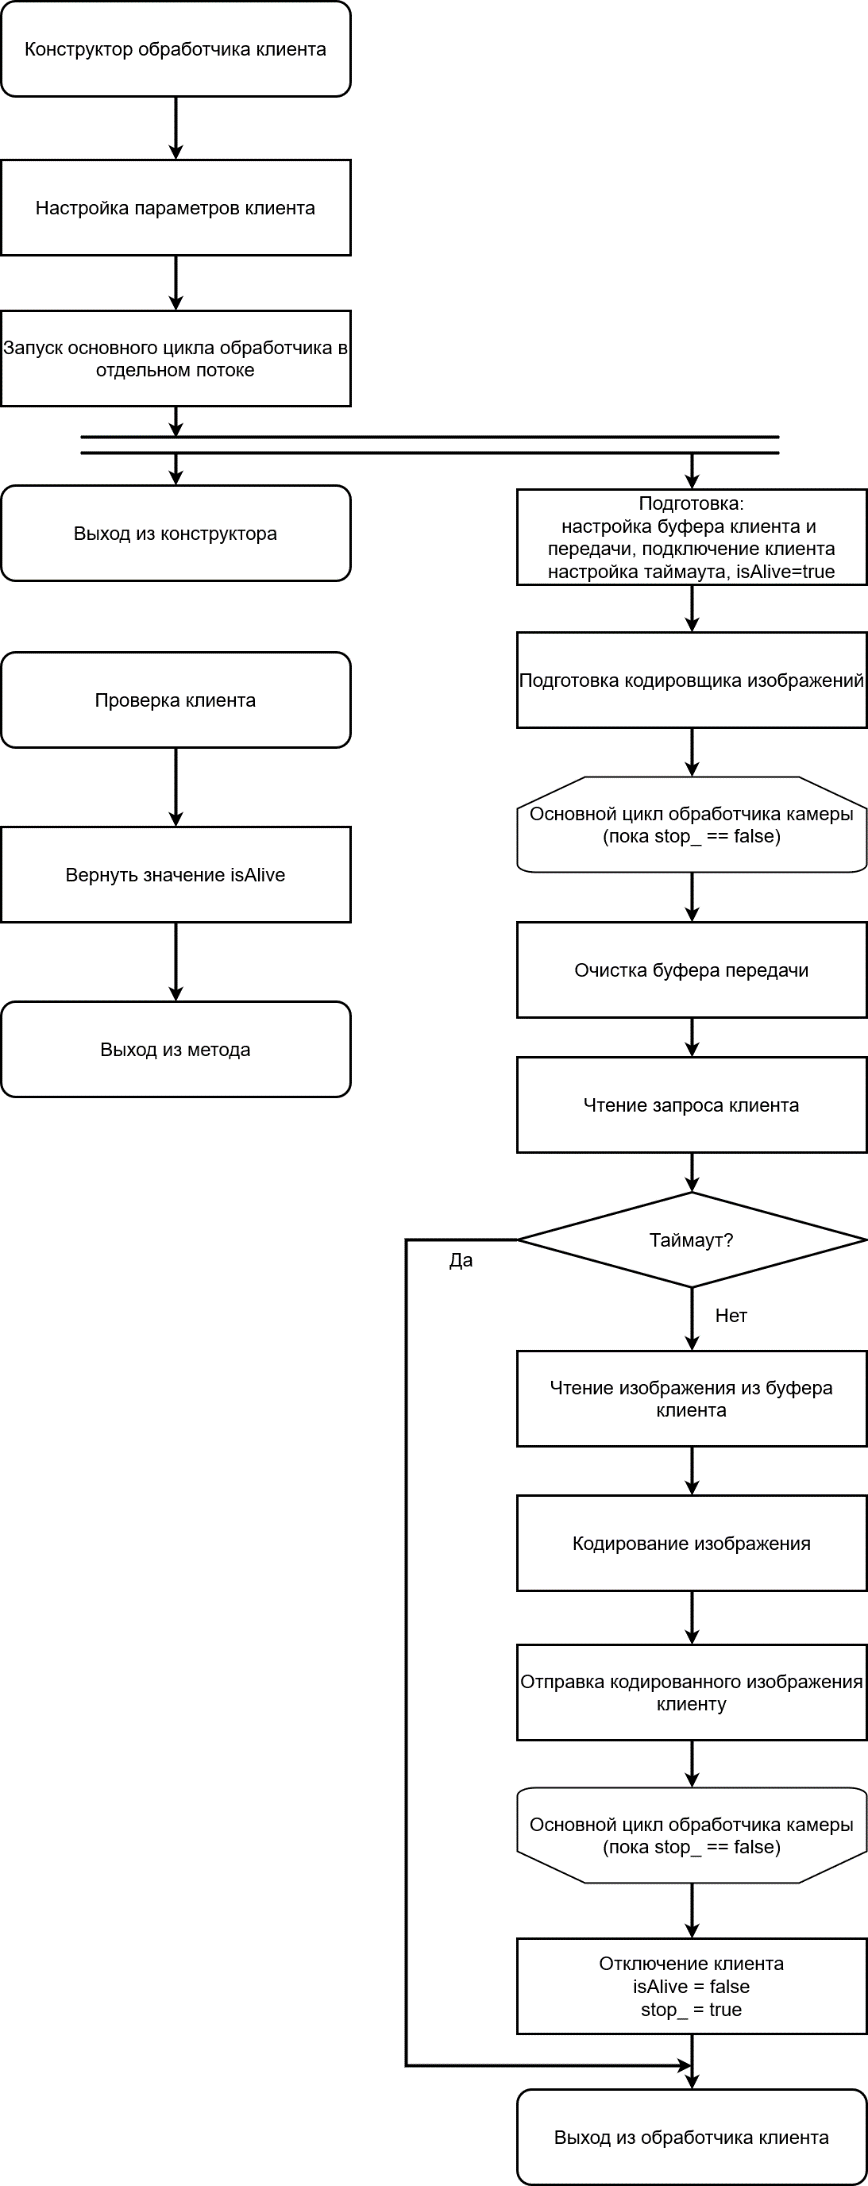 Конструктор обработчика клиента
Настройка параметров клиента
Запуск основного цикла обработчика в
отдельном потоке
Выход из конструктора
Проверка клиента
Вернуть значение isAlive
Выход из метода
Подготовка:
настройка буфера клиента и
передачи, подключение клиента
настройка таймаута, isAlive=true
Подготовка кодировщика изображений
Основной цикл обработчика камеры
(пока stop_ == false)
Очистка буфера передачи
Чтение запроса клиента
Таймаут?
Да
Нет
Чтение изображения из буфера
клиента
Кодирование изображения
Отправка кодированного изображения
клиенту
Основной цикл обработчика камеры
(пока stop_ == false)
Отключение клиента
isAlive = false
stop_ = true
Выход из обработчика клиента